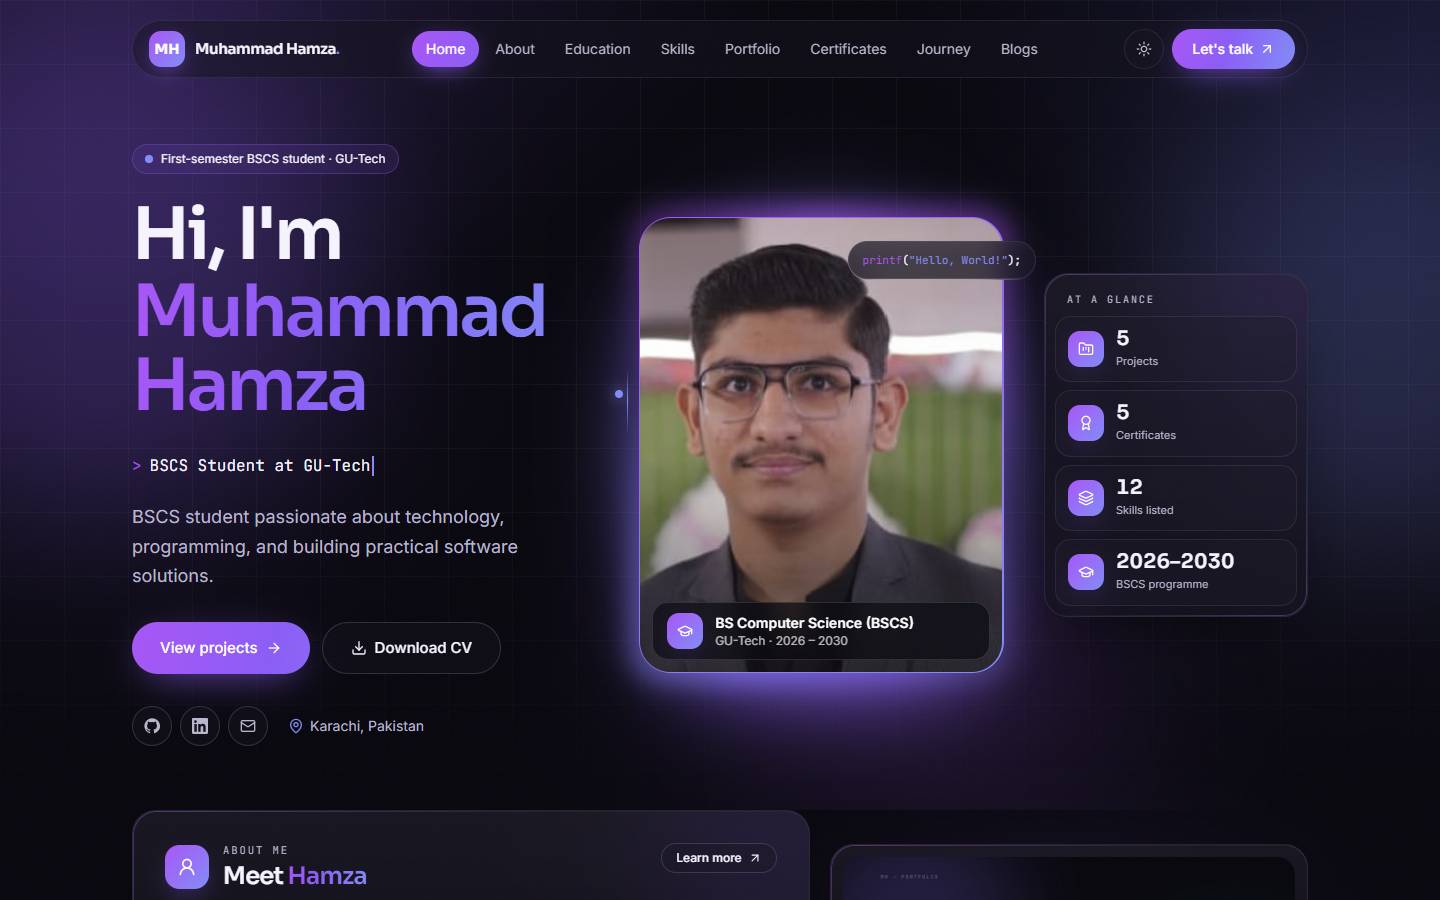 MH Muhammad Hamza.
Home About Education Skills Portfolio Certificates Journey Blogs
Let's talk
First-semester BSCS student · GU-Tech
Hi, I'm
Muhammad
Hamza
> BSCS Student at GU-Tech
BSCS student passionate about technology,
programming, and building practical software
solutions.
View projects
Download CV
Karachi, Pakistan
printf("Hello, World!");
BS Computer Science (BSCS)
GU-Tech · 2026 – 2030
AT A GLANCE
5
Projects
5
Certificates
12
Skills listed
2026–2030
BSCS programme
ABOUT ME
Meet Hamza
Learn more
MH — PORTFOLIO